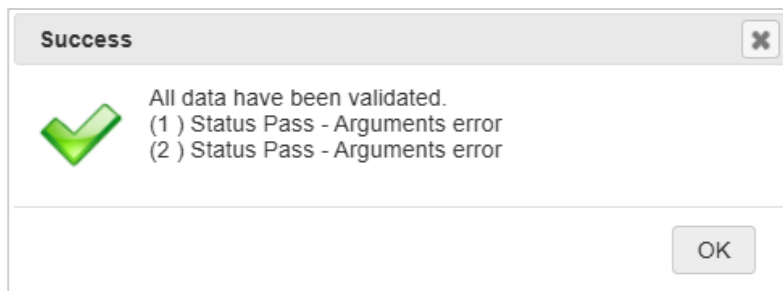 Success
All data have been validated.
(1 ) Status Pass - Arguments error
(2 ) Status Pass - Arguments error
OK